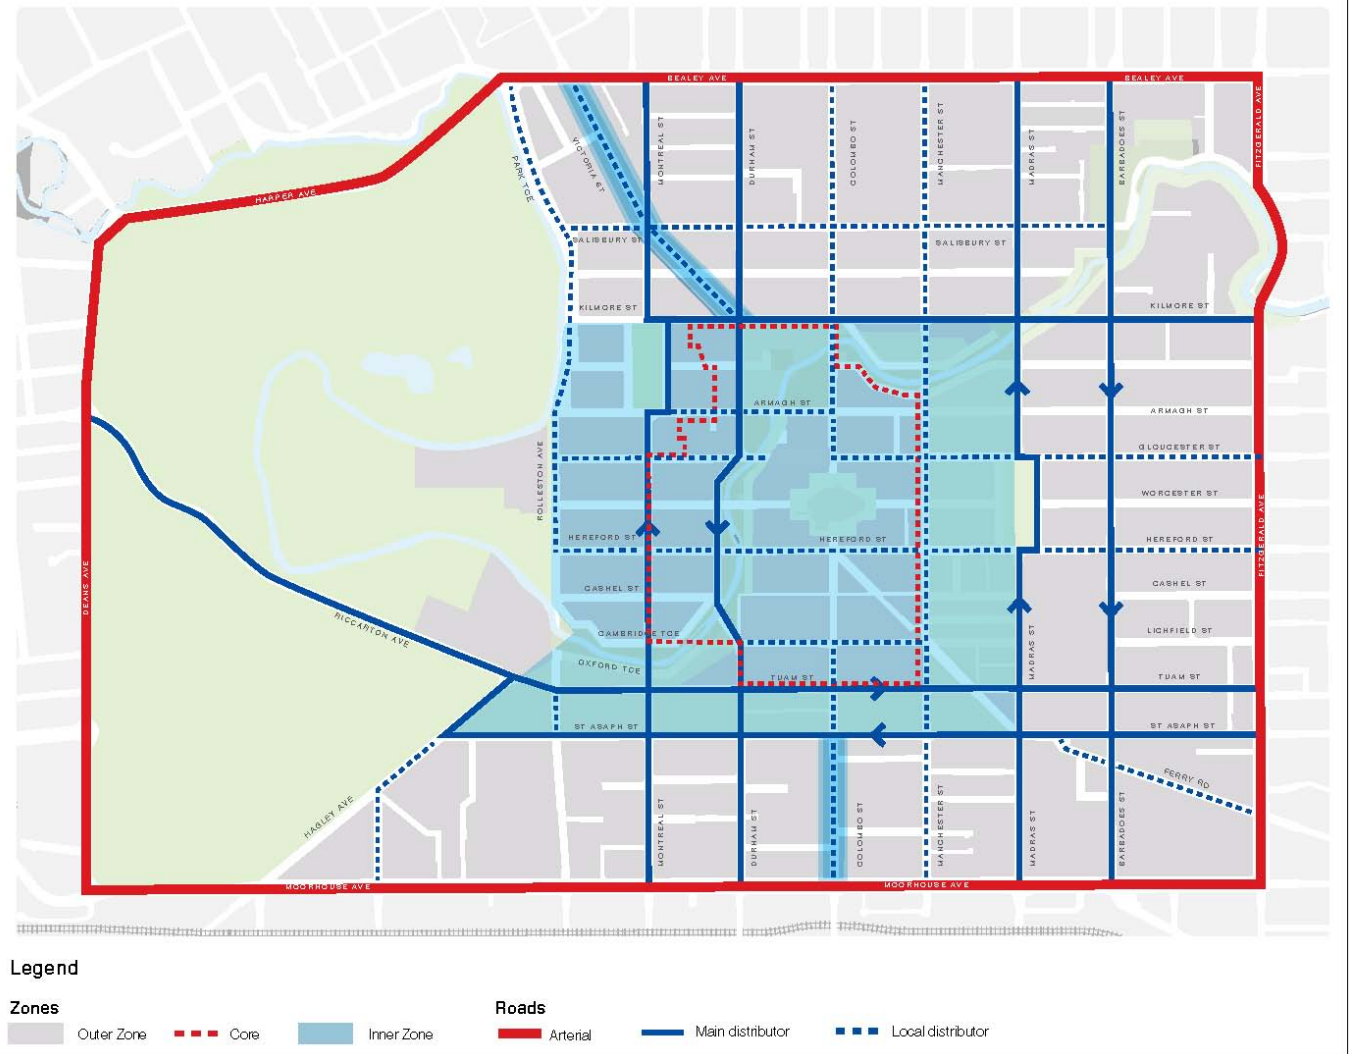 BEALEY AVE
BEALEY AVE
FITZGERALD AVE
PARK TCE
VICTORIA ST
MONTREAL ST
DURHAM ST
COLOMBO ST
MANCHESTER ST
MADRAS ST
BARBADOES ST
HARPER AVE
SALISBURY ST
SALISBURY ST
KILMORE ST
KILMORE ST
ARMAGH ST
ARMAGH ST
GLOUCESTER ST
ROLLESTON AVE
WORCESTER ST
HEREFORD ST
HEREFORD ST
HEREFORD ST
FITZGERALD AVE
DEANS AVE
CASHEL ST
CASHEL ST
RICCARTON AVE
CAMBRIDGE TCE
LICHFIELD ST
MADRAS ST
OXFORD TCE
TUAM ST
TUAM ST
ST ASAPH ST
ST ASAPH ST
FERRY RD
HAGLEY AVE
MONTREAL ST
DURHAM ST
COLOMBO ST
MANCHESTER ST
MADRAS ST
BARBADOES ST
MOORHOUSE AVE
MOORHOUSE AVE
Legend
Zones
Outer Zone
Core
Inner Zone
Roads
Arterial
Main distributor
Local distributor